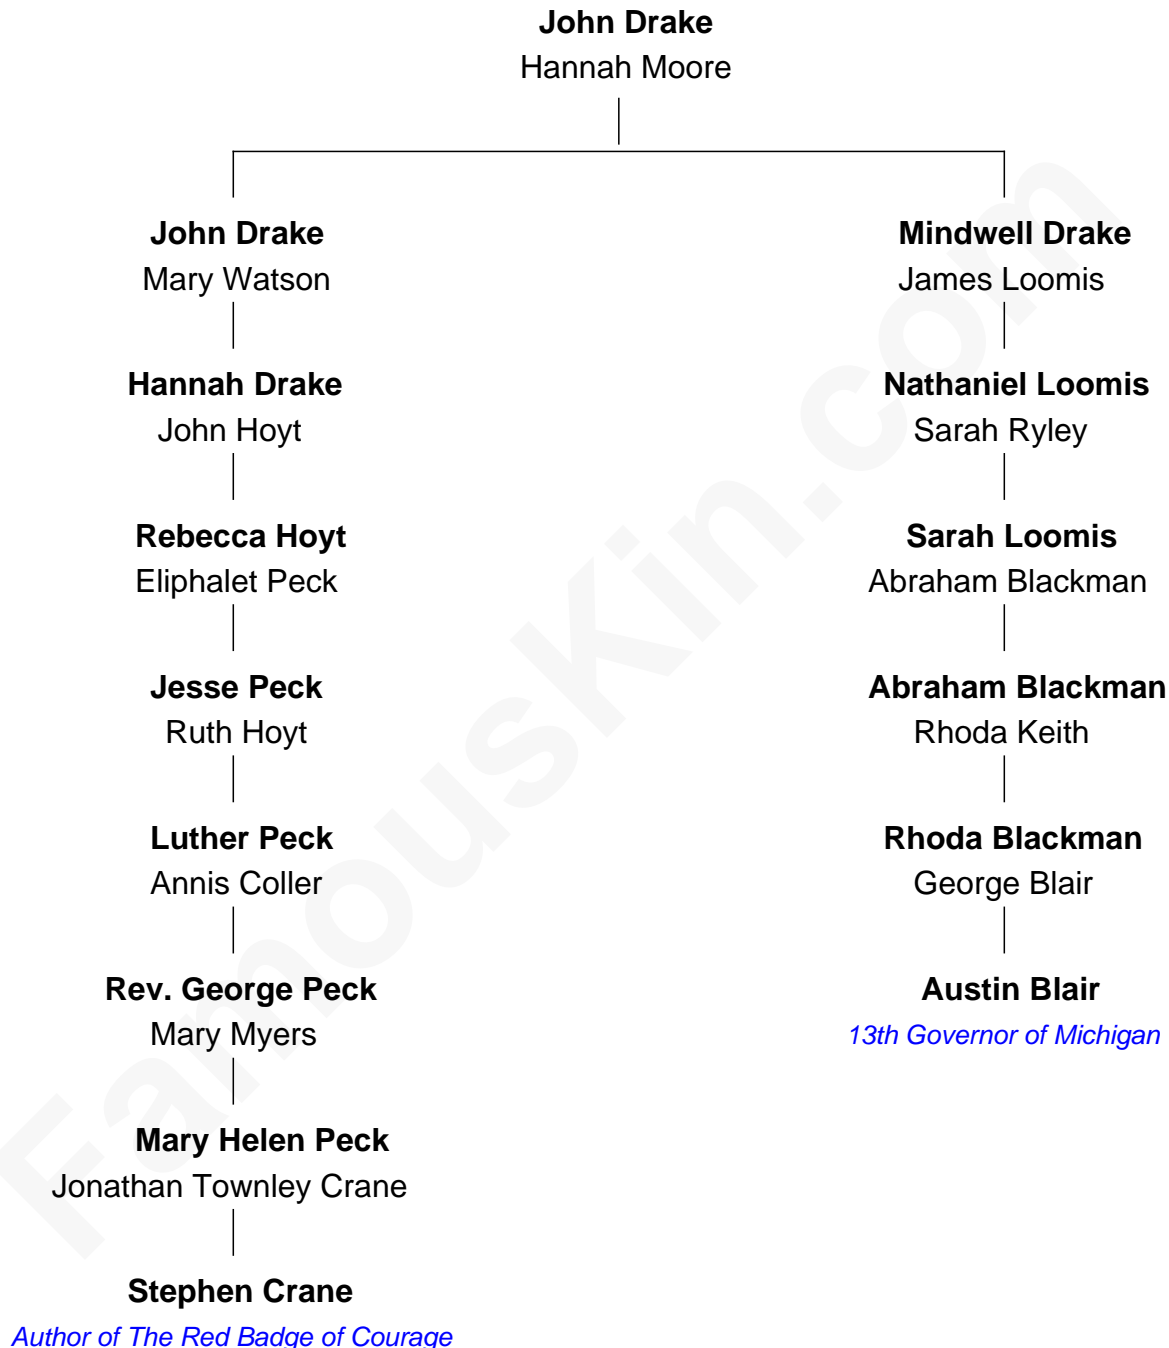 John Drake
Hannah Moore
John Drake
Mary Watson
Hannah Drake
John Hoyt
Rebecca Hoyt
Eliphalet Peck
Jesse Peck
Ruth Hoyt
Luther Peck
Annis Coller
Rev. George Peck
Mary Myers
Mary Helen Peck
Jonathan Townley Crane
Stephen Crane
Author of The Red Badge of Courage
Mindwell Drake
James Loomis
Nathaniel Loomis
Sarah Ryley
Sarah Loomis
Abraham Blackman
Abraham Blackman
Rhoda Keith
Rhoda Blackman
George Blair
Austin Blair
13th Governor of Michigan
FamousKin.com